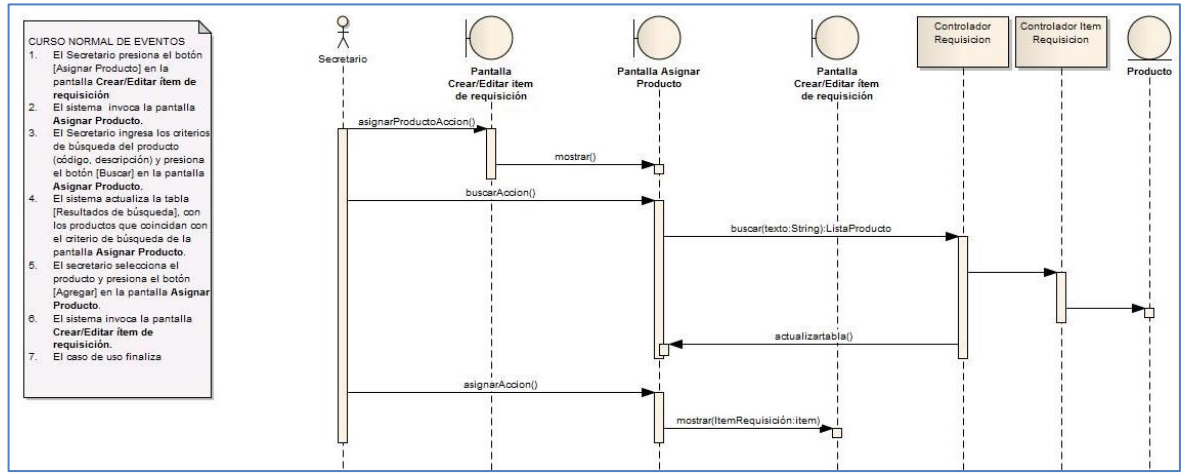 CURSO NORMAL DE EVENTOS
1. El Secretario presiona el botón
[Asignar Producto] en la
pantalla Crear/Editar ítem de
requisición
2. El sistema invoca la pantalla
Asignar Producto.
3. El Secretario ingresa los criterios
de búsqueda del producto
(código, descripción) y presiona
el botón [Buscar] en la pantalla
Asignar Producto.
4. El sistema actualiza la tabla
[Resultados de búsqueda], con
los productos que coincidan con
el criterio de búsqueda de la
pantalla Asignar Producto.
5. El secretario selecciona el
producto y presiona el botón
[Agregar] en la pantalla Asignar
Producto.
6. El sistema invoca la pantalla
Crear/Editar ítem de
requisición.
7. El caso de uso finaliza
Secretario
Pantalla
Crear/Editar item
de requisición
Pantalla Asignar
Producto
Pantalla
Crear/Editar ítem
de requisición
Controlador
Requisicion
Controlador Item
Requisicion
Producto
asignarProductoAccion()
mostrar()
buscarAccion()
buscar(texto:String):ListaProducto
actualizartabla()
asignarAccion()
mostrar(ItemRequisición:item)